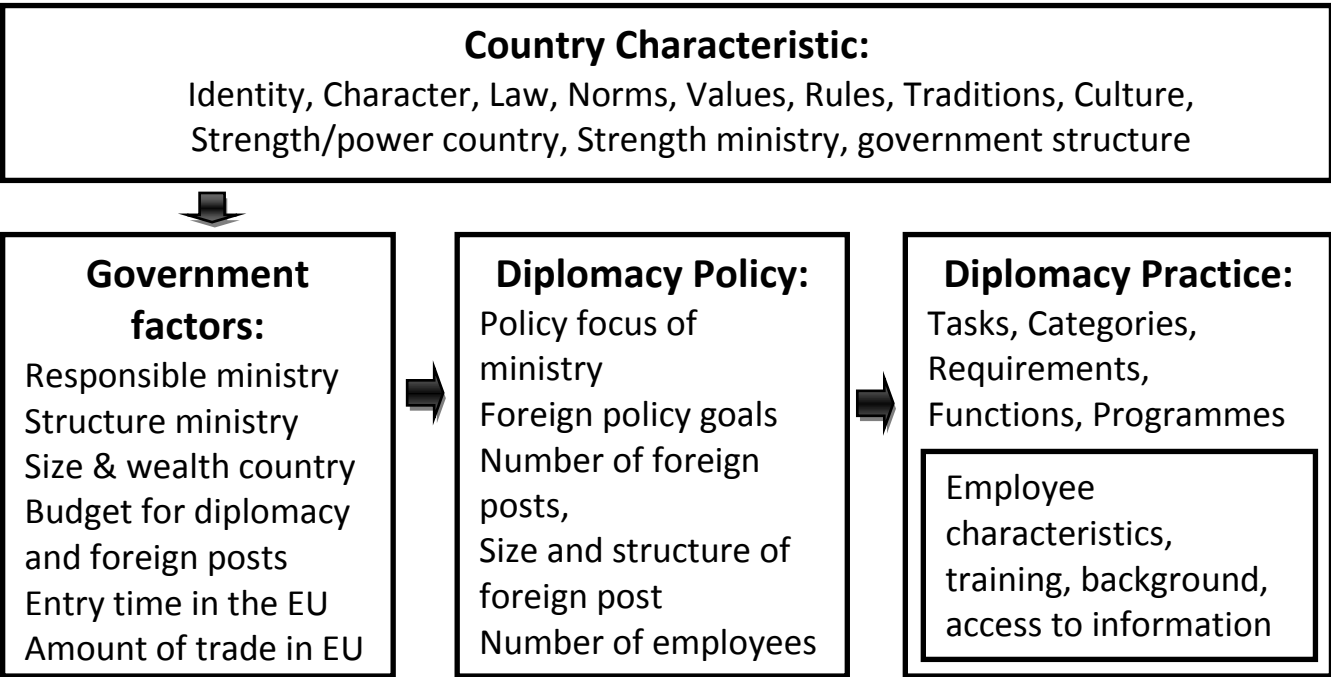 Country Characteristic:
Identity, Character, Law, Norms, Values, Rules, Traditions, Culture,
Strength/power country, Strength ministry, government structure
Government
factors:
Responsible ministry
Structure ministry
Size & wealth country
Budget for diplomacy
and foreign posts
Entry time in the EU
Amount of trade in EU
Diplomacy Policy:
Policy focus of
ministry
Foreign policy goals
Number of foreign
posts,
Size and structure of
foreign post
Number of employees
Diplomacy Practice:
Tasks, Categories,
Requirements,
Functions, Programmes
Employee
characteristics,
training, background,
access to information